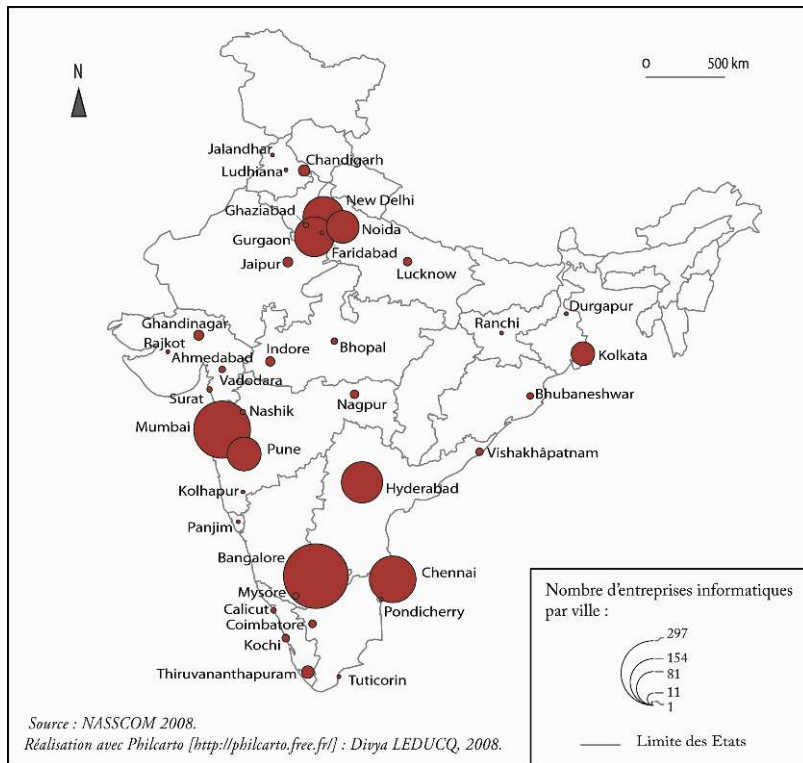 N
0 500 km
Jalandhar
Ludhiana
Chandigarh
New Delhi
Ghaziabad
Noida
Gurgaon
Faridabad
Jaipur
Lucknow
Durgapur
Ghandinagar
Ranchi
Rajkot
Indore
Bhopal
Kolkata
Ahmedabad
Vadodara
Surat
Nagpur
Bhubaneshwar
Nashik
Mumbai
Pune
Vishakhâpatnam
Kolhapur
Hyderabad
Panjim
Bangalore
Chennai
Mysore
Pondicherry
Calicut
Coimbatore
Kochi
Thiruvananthapuram
Tuticorin
Nombre d'entreprises informatiques
par ville :
297
154
81
11
1
Limite des Etats
Source : NASSCOM 2008.
Réalisation avec Philcarto [http://philcarto.free.fr/] : Divya LEDUCQ, 2008.